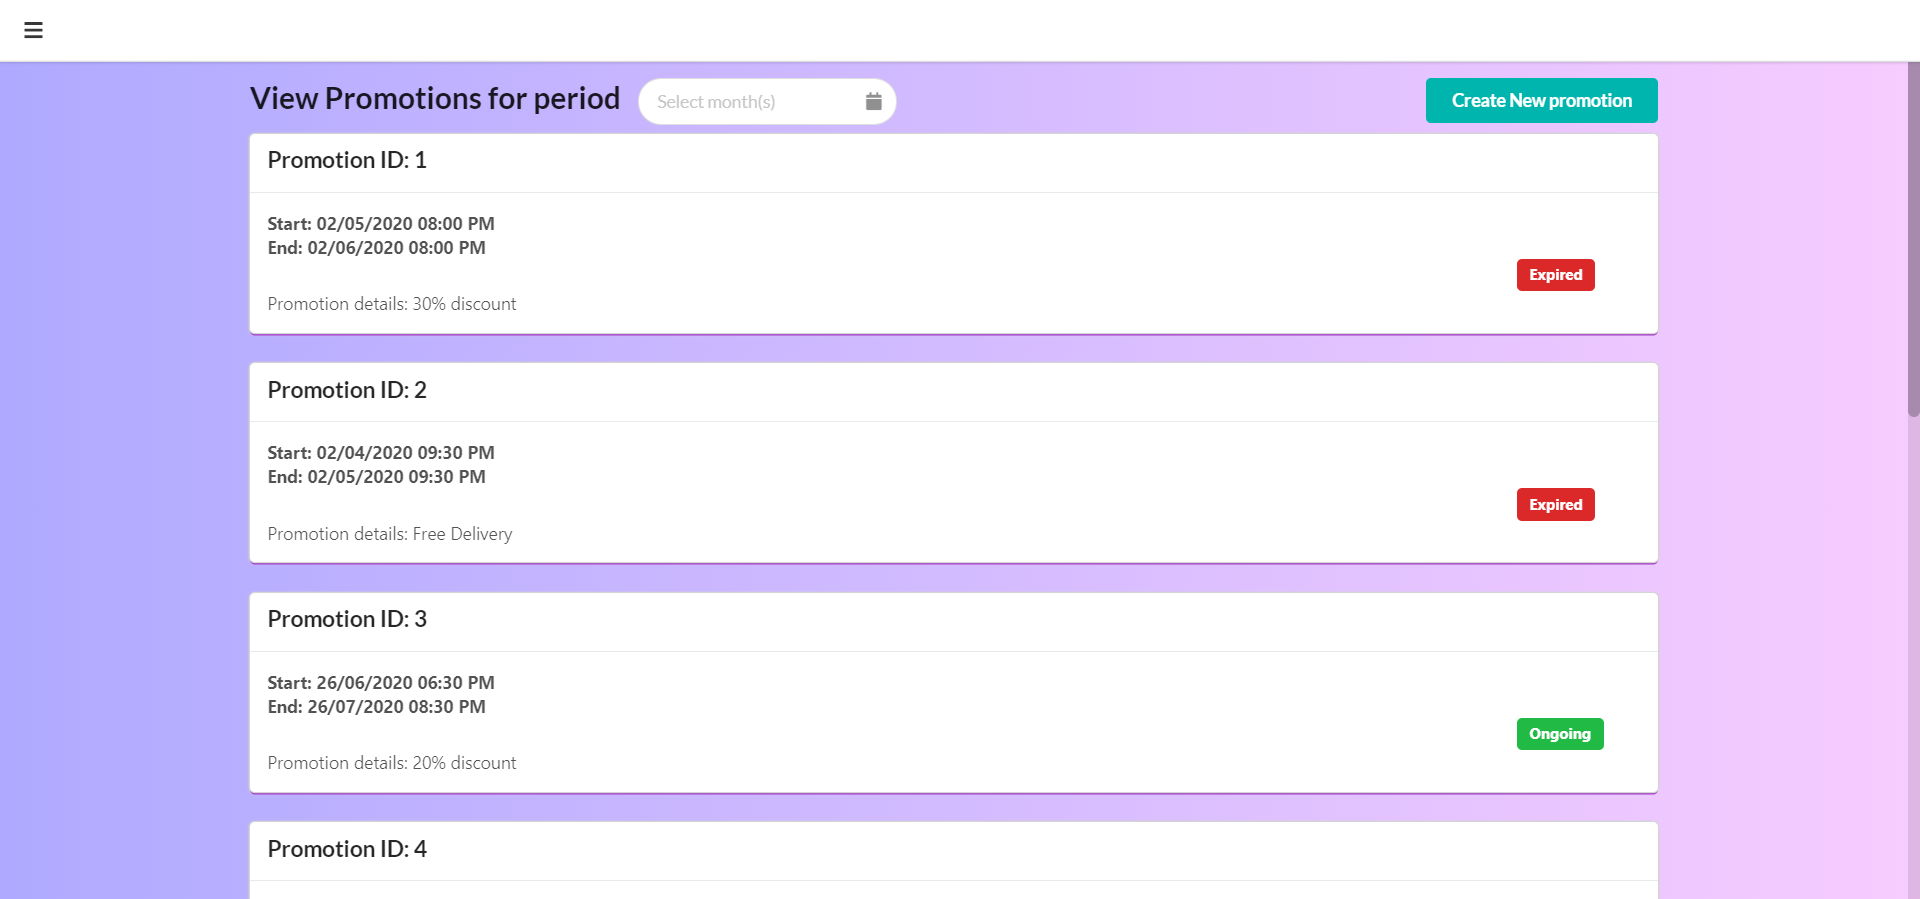 View Promotions for period
Select month(s)
Create New promotion
Promotion ID: 1
Start: 02/05/2020 08:00 PM
End: 02/06/2020 08:00 PM
Expired
Promotion details: 30% discount
Promotion ID: 2
Start: 02/04/2020 09:30 PM
End: 02/05/2020 09:30 PM
Expired
Promotion details: Free Delivery
Promotion ID: 3
Start: 26/06/2020 06:30 PM
End: 26/07/2020 08:30 PM
Ongoing
Promotion details: 20% discount
Promotion ID: 4